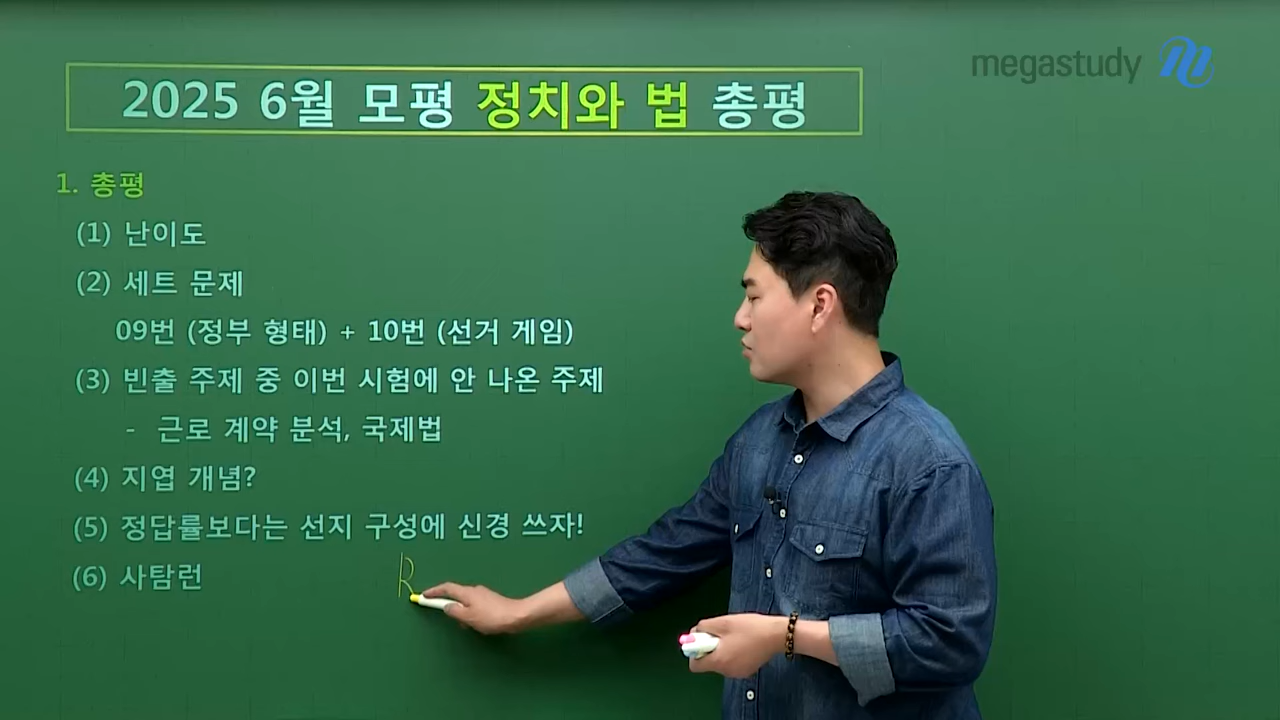 megastudy
2025 6월 모평 정치와 법 총평
1. 총평
(1) 난이도
(2) 세트 문제
09번 (정부 형태) + 10번 (선거 게임)
(3) 빈출 주제 중 이번 시험에 안 나온 주제
- 근로 계약 분석, 국제법
(4) 지엽 개념?
(5) 정답률보다는 선지 구성에 신경 쓰자!
(6) 사탐런
R